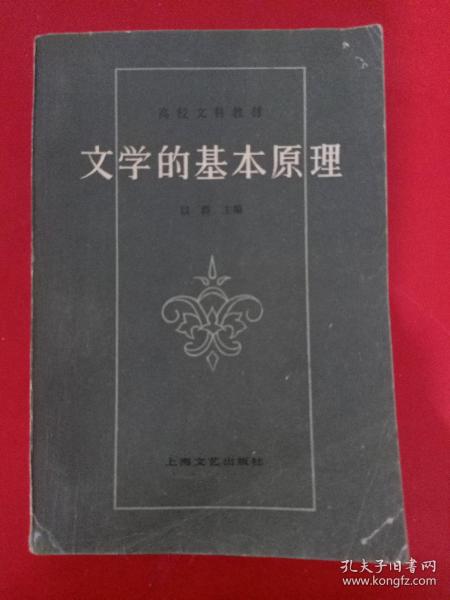 高校文科教材
文学的基本原理
以群 主编
上海文艺出版社
孔夫子旧书网
www.kongfz.com